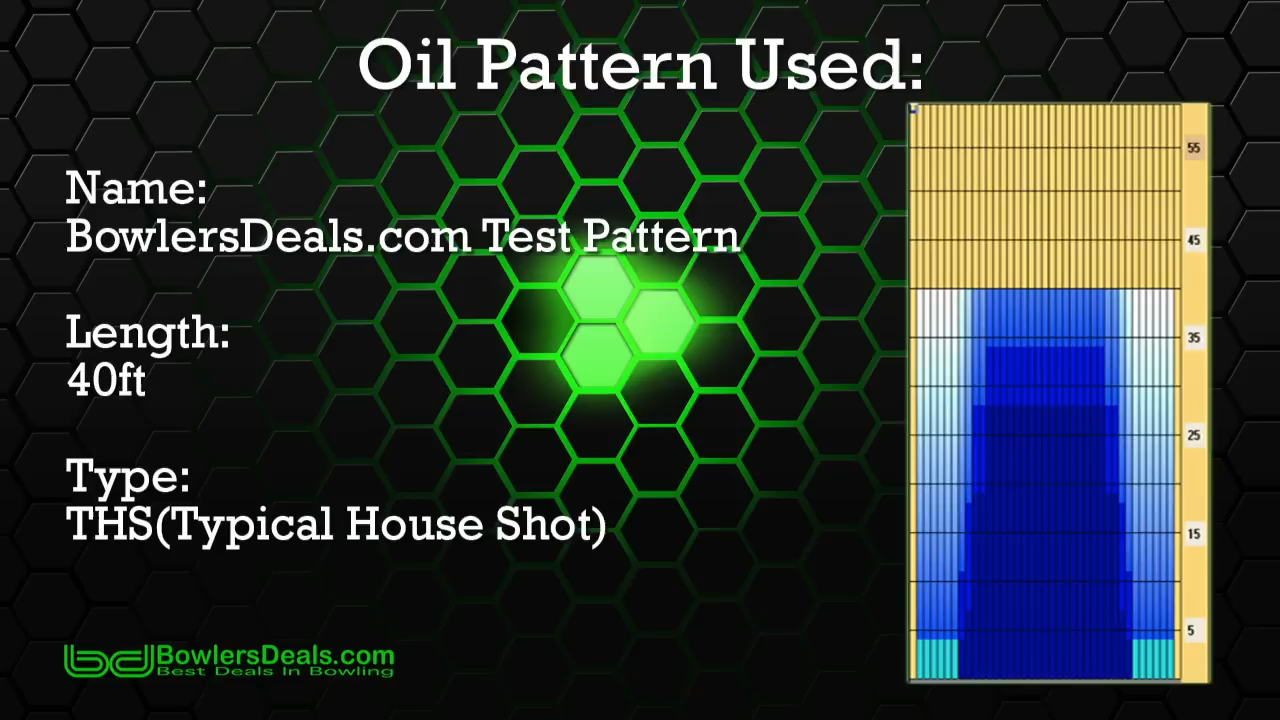 Oil Pattern Used:
Name:
BowlersDeals.com Test Pattern
Length:
40ft
Type:
THS(Typical House Shot)
55
45
35
25
15
5
bd BowlersDeals.com
Best Deals In Bowling